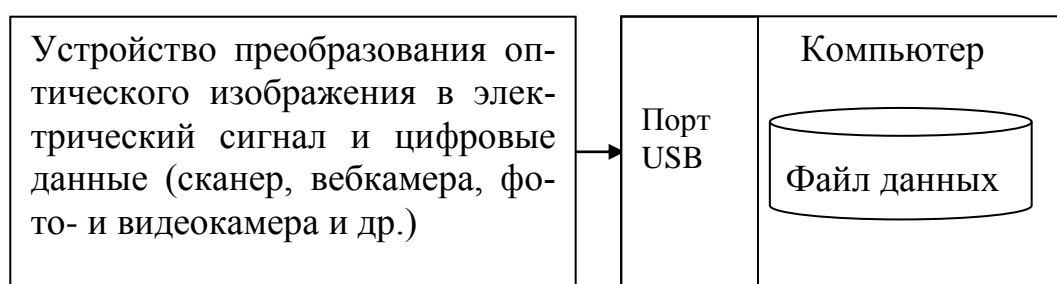 Устройство преобразования оп-
тического изображения в элек-
трический сигнал и цифровые
данные (сканер, вебкамера, фо-
то- и видеокамера и др.)
Порт
USB
Компьютер
Файл данных